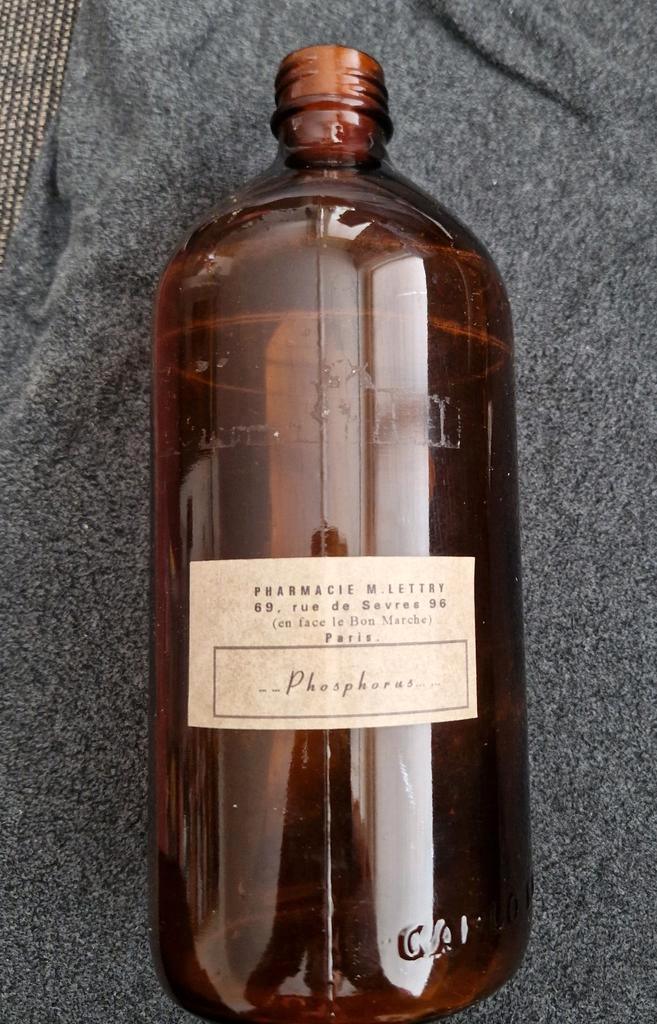 PHARMACIE M.LETTRY
69, rue de Sevres 96
(en face le Bon Marche)
Paris.
Phosphorus